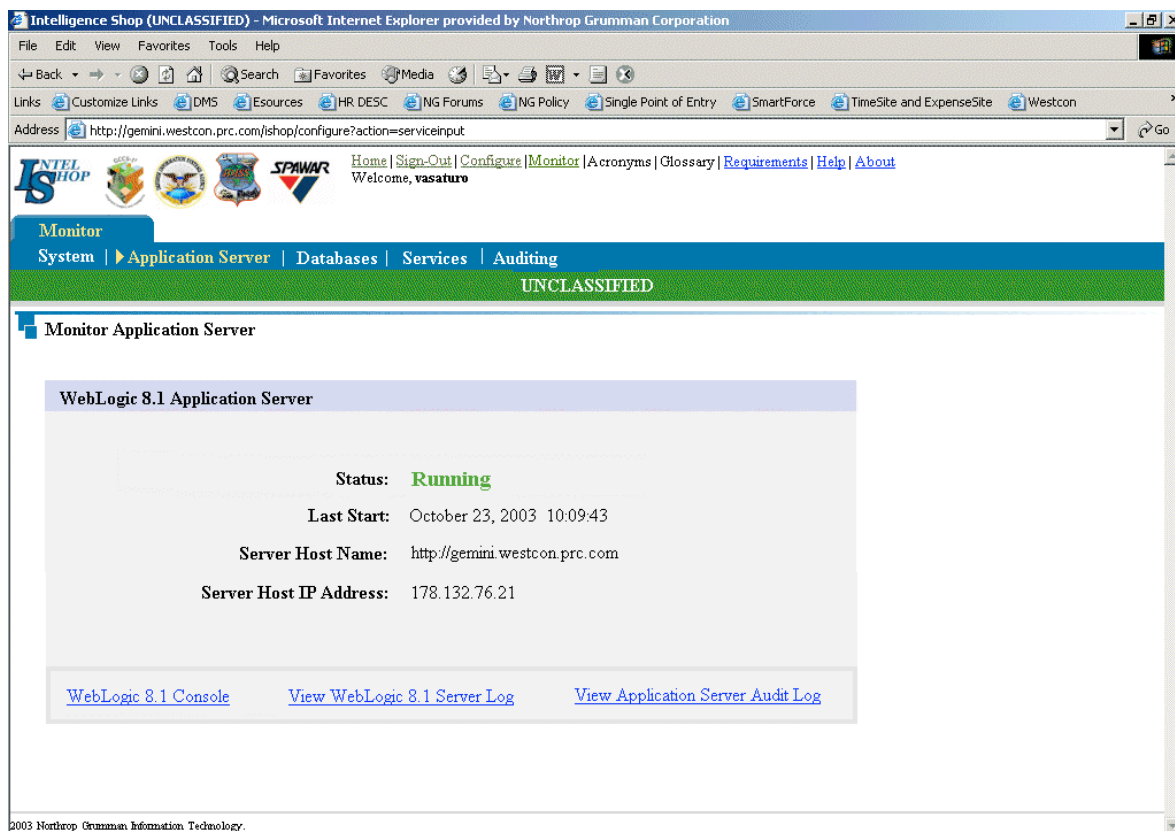 Intelligence Shop (UNCLASSIFIED) - Microsoft Internet Explorer provided by Northrop Grumman Corporation
File Edit View Favorites Tools Help
Back Search Favorites Media
Links Customize Links DMS Esources HR DESC NG Forums NG Policy Single Point of Entry SmartForce TimeSite and ExpenseSite Westcon
Address http://gemini.westcon.prc.com/ishop/configure?action=serviceinput Go
INTEL SHOP SPAWAR Home | Sign-Out | Configure | Monitor | Acronyms | Glossary | Requirements | Help | About
Welcome, vasaturo
Monitor
System | Application Server | Databases | Services | Auditing
UNCLASSIFIED
Monitor Application Server
WebLogic 8.1 Application Server
Status: Running
Last Start: October 23, 2003 10:09:43
Server Host Name: http://gemini.westcon.prc.com
Server Host IP Address: 178.132.76.21
WebLogic 8.1 Console View WebLogic 8.1 Server Log View Application Server Audit Log
2003 Northrop Grumman Information Technology.